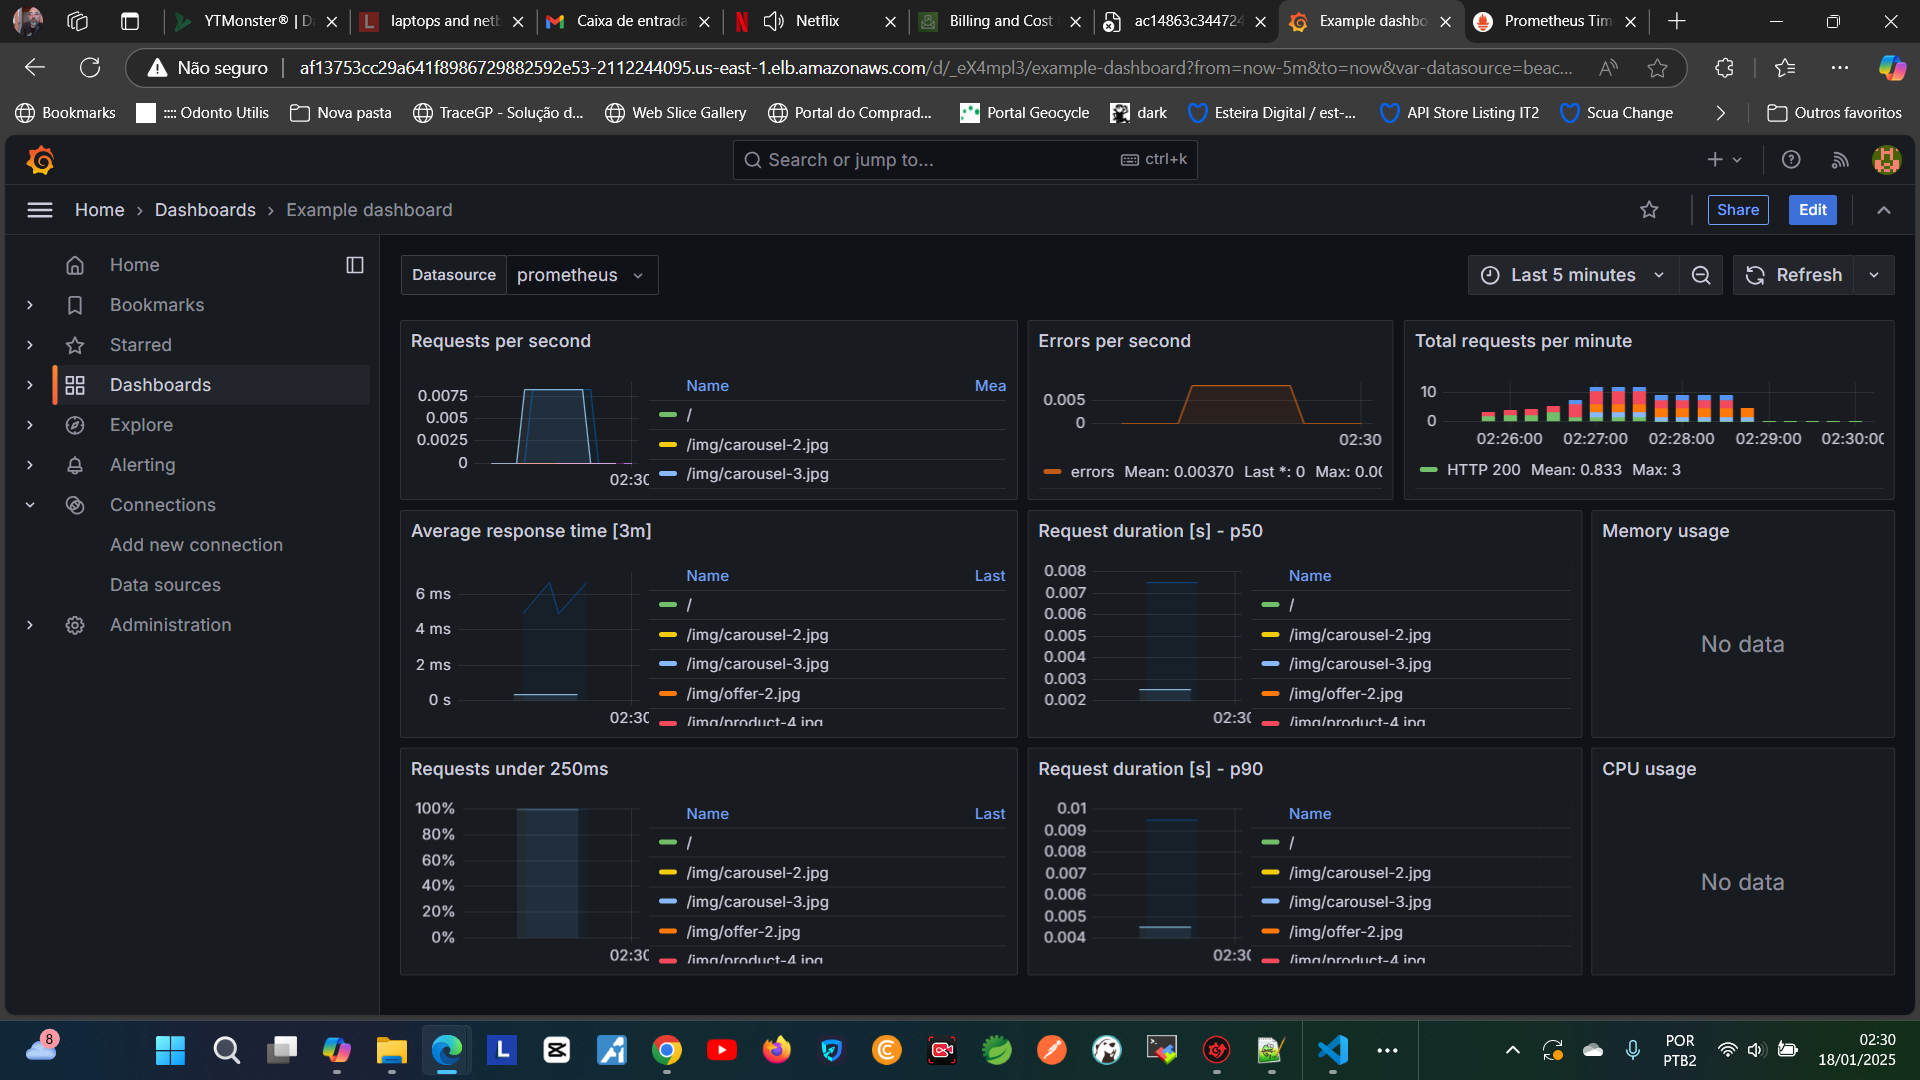 YTMonster® | D
laptops and netb
Caixa de entrada
Netflix
Billing and Cost
ac14863c344724
Example dashbo
Prometheus Tim
Não seguro
af13753cc29a641f8986729882592e53-2112244095.us-east-1.elb.amazonaws.com/d/_eX4mpl3/example-dashboard?from=now-5m&to=now&var-datasource=beac...
Bookmarks
:::: Odonto Utilis
Nova pasta
TraceGP - Solução d...
Web Slice Gallery
Portal do Comprad...
Portal Geocycle
dark
Esteira Digital / est-...
API Store Listing IT2
Scua Change
Outros favoritos
Search or jump to...
ctrl+k
Home › Dashboards › Example dashboard
Share
Edit
Home
Bookmarks
Starred
Dashboards
Explore
Alerting
Connections
Add new connection
Data sources
Administration
Datasource
prometheus
Last 5 minutes
Refresh
Requests per second
0.0075
0.005
0.0025
0
02:30
Name
Mea
/
/img/carousel-2.jpg
/img/carousel-3.jpg
Errors per second
0.005
0
02:30
errors Mean: 0.00370 Last *: 0 Max: 0.00
Total requests per minute
10
0
02:26:00
02:27:00
02:28:00
02:29:00
02:30:00
HTTP 200 Mean: 0.833 Max: 3
Average response time [3m]
6 ms
4 ms
2 ms
0 s
02:30
Name
Last
/
/img/carousel-2.jpg
/img/carousel-3.jpg
/img/offer-2.jpg
/img/product-4.jpg
Request duration [s] - p50
0.008
0.007
0.006
0.005
0.004
0.003
0.002
02:30
Name
/
/img/carousel-2.jpg
/img/carousel-3.jpg
/img/offer-2.jpg
/img/product-4.jpg
Memory usage
No data
Requests under 250ms
100%
80%
60%
40%
20%
0%
02:30
Name
Last
/
/img/carousel-2.jpg
/img/carousel-3.jpg
/img/offer-2.jpg
/img/product-4.jpg
Request duration [s] - p90
0.01
0.009
0.008
0.007
0.006
0.005
0.004
02:30
Name
/
/img/carousel-2.jpg
/img/carousel-3.jpg
/img/offer-2.jpg
/img/product-4.jpg
CPU usage
No data
8
POR
PTB2
02:30
18/01/2025